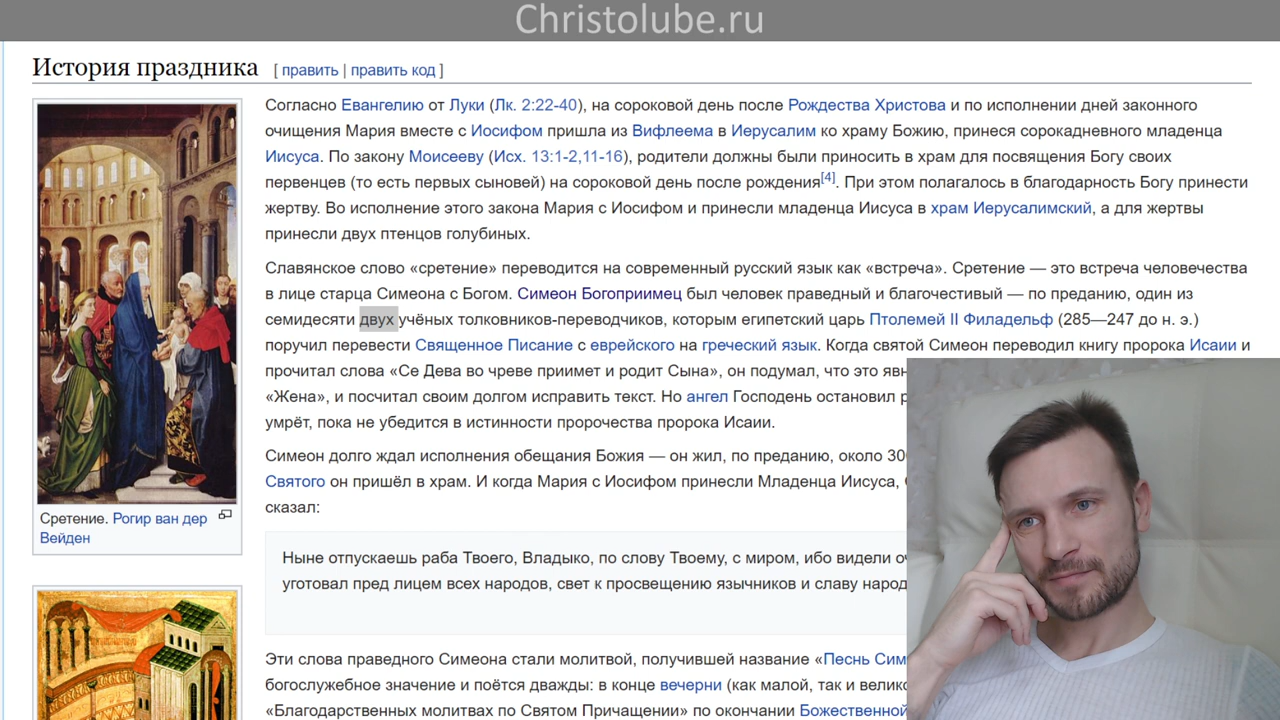 Christolube.ru
История праздника [ править | править код ]
Согласно Евангелию от Луки (Лк. 2:22-40), на сороковой день после Рождества Христова и по исполнении дней законного
очищения Мария вместе с Иосифом пришла из Вифлеема в Иерусалим ко храму Божию, принеся сорокадневного младенца
Иисуса. По закону Моисееву (Исх. 13:1-2,11-16), родители должны были приносить в храм для посвящения Богу своих
первенцев (то есть первых сыновей) на сороковой день после рождения[4]. При этом полагалось в благодарность Богу принести
жертву. Во исполнение этого закона Мария с Иосифом и принесли младенца Иисуса в храм Иерусалимский, а для жертвы
принесли двух птенцов голубиных.
Славянское слово «сретение» переводится на современный русский язык как «встреча». Сретение — это встреча человечества
в лице старца Симеона с Богом. Симеон Богоприимец был человек праведный и благочестивый — по преданию, один из
семидесяти двух учёных толковников-переводчиков, которым египетский царь Птолемей II Филадельф (285—247 до н. э.)
поручил перевести Священное Писание с еврейского на греческий язык. Когда святой Симеон переводил книгу пророка Исаии и
прочитал слова «Се Дева во чреве приимет и родит Сына», он подумал, что это
«Жена», и посчитал своим долгом исправить текст. Но ангел Господень остановил
умрёт, пока не убедится в истинности пророчества пророка Исаии.
Симеон долго ждал исполнения обещания Божия — он жил, по преданию, около
Святого он пришёл в храм. И когда Мария с Иосифом принесли Младенца Иисуса,
сказал:
Ныне отпускаешь раба Твоего, Владыко, по слову Твоему, с миром, ибо видели
уготовал пред лицем всех народов, свет к просвещению язычников и славу
Эти слова праведного Симеона стали молитвой, получившей название «Песнь
богослужебное значение и поётся дважды: в конце вечерни (как малой, так и
«Благодарственных молитвах по Святом Причащении» по окончании Божественной
Сретение. Рогир ван дер
Вейден